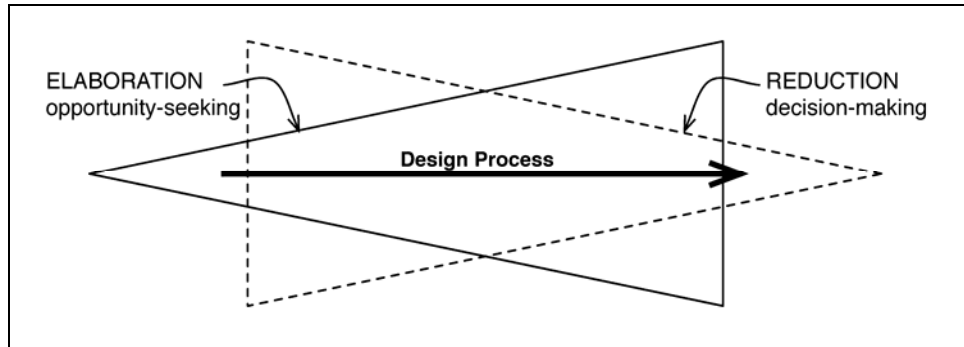 ELABORATION
opportunity-seeking
REDUCTION
decision-making
Design Process